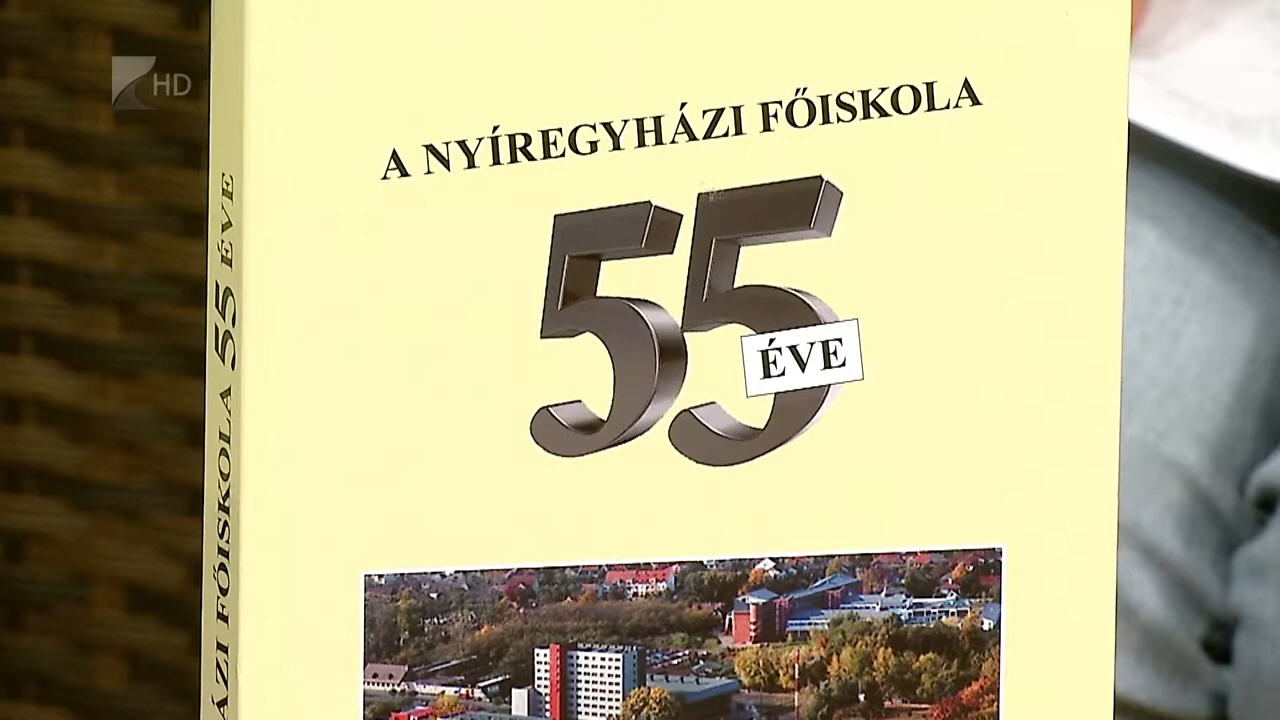 HD
A NYÍREGYHÁZI FŐISKOLA
55
ÉVE
ÁZI FŐISKOLA 55 ÉVE